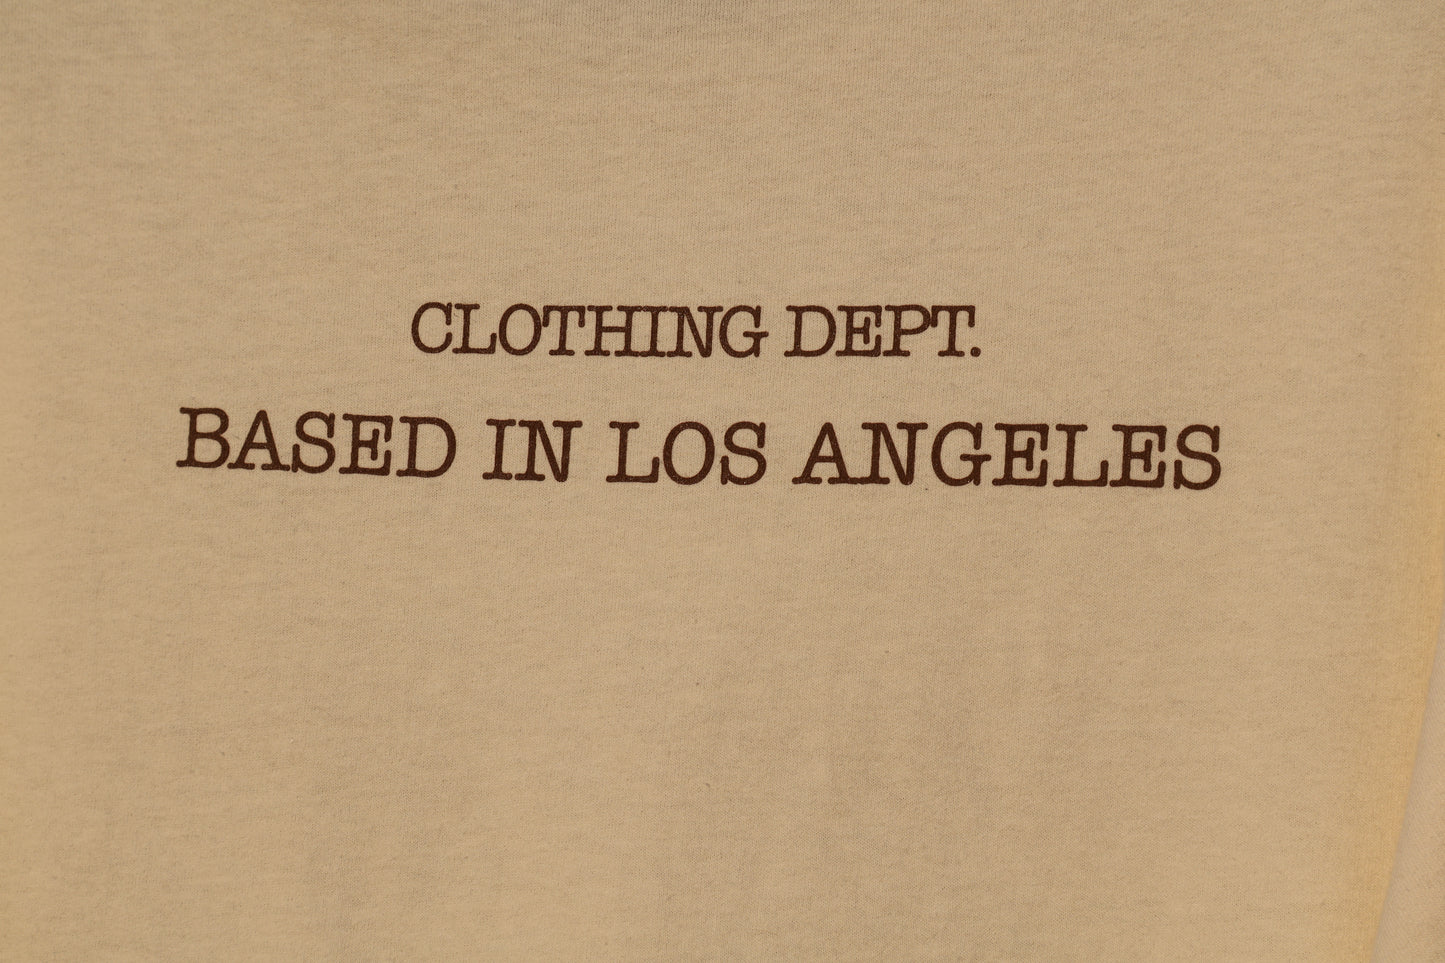 CLOTHING DEPT.
BASED IN LOS ANGELES